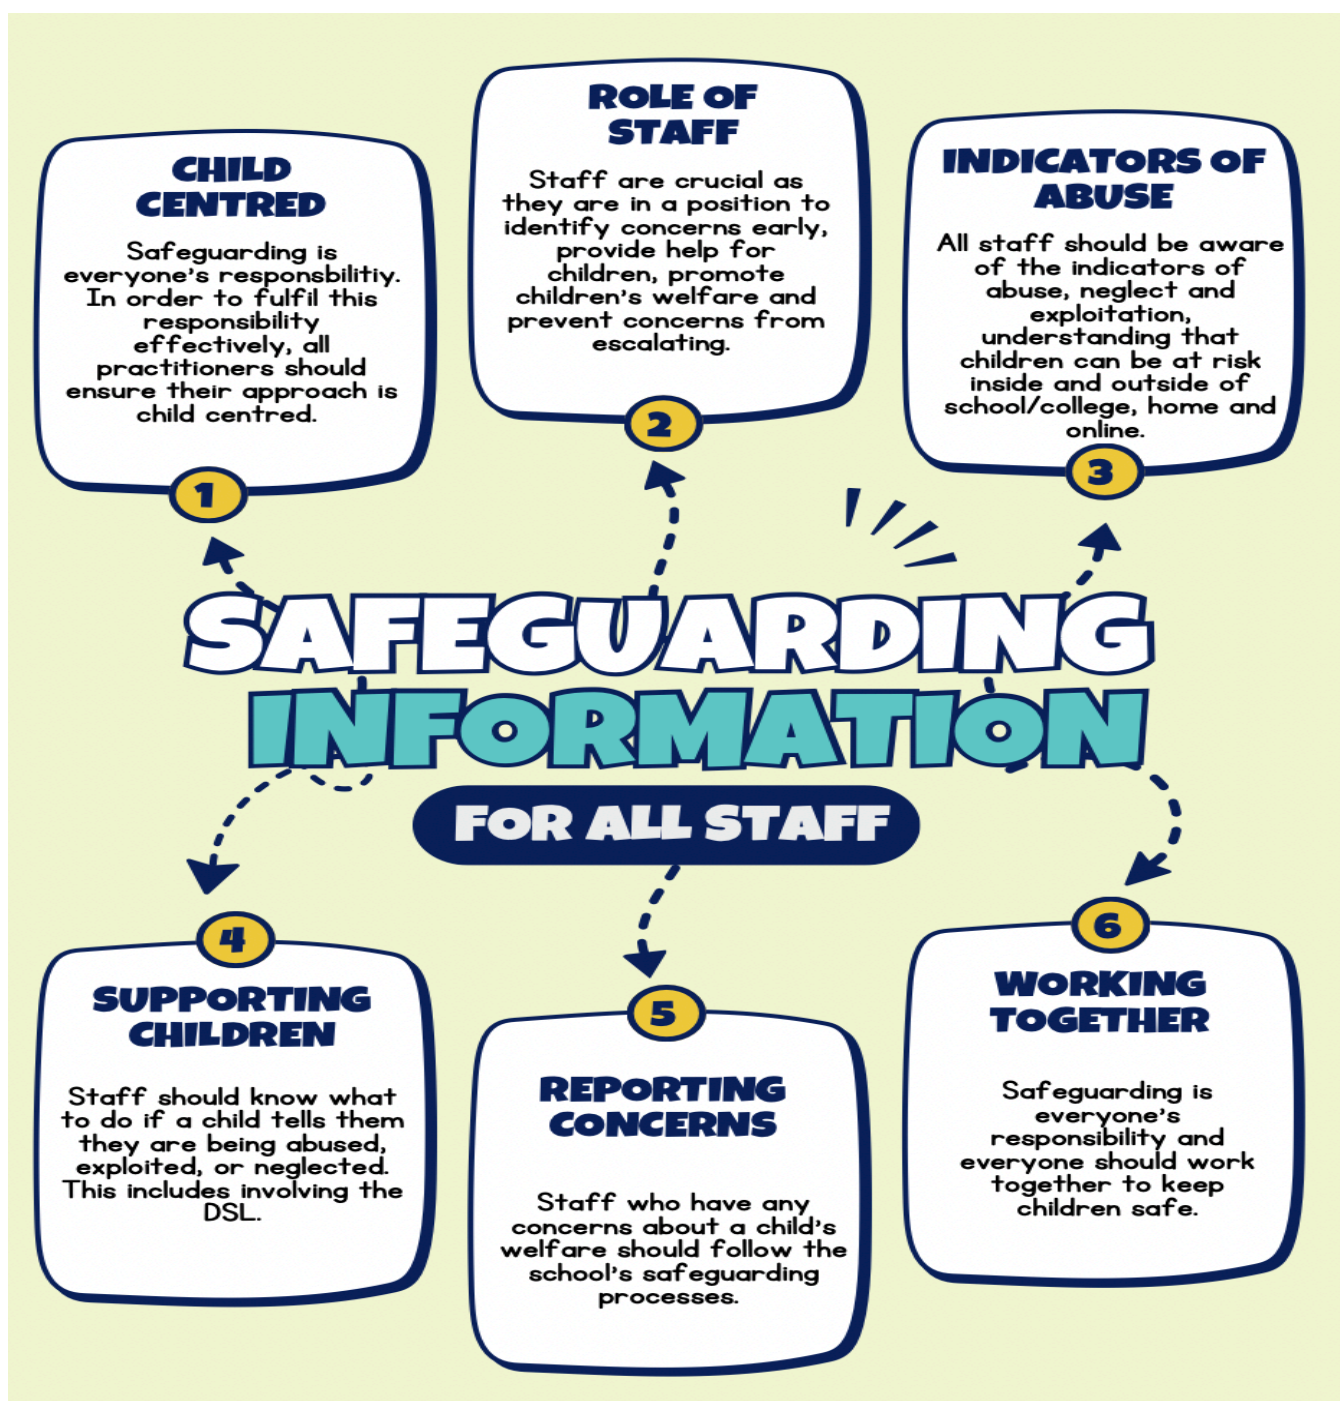 CHILD
CENTRED
Safeguarding is
everyone's responsbilitiy.
In order to fulfil this
responsibility
effectively, all
practitioners should
ensure their approach is
child centred.
1
ROLE OF
STAFF
Staff are crucial as
they are in a position to
identify concerns early,
provide help for
children, promote
children's welfare and
prevent concerns from
escalating.
2
INDICATORS OF
ABUSE
All staff should be aware
of the indicators of
abuse, neglect and
exploitation,
understanding that
children can be at risk
inside and outside of
school/college, home and
online.
3
SAFEGUARDING
INFORMATION
FOR ALL STAFF
4
SUPPORTING
CHILDREN
Staff should know what
to do if a child tells them
they are being abused,
exploited, or neglected.
This includes involving the
DSL.
5
REPORTING
CONCERNS
Staff who have any
concerns about a child's
welfare should follow the
school's safeguarding
processes.
6
WORKING
TOGETHER
Safeguarding is
everyone's
responsibility and
everyone should work
together to keep
children safe.